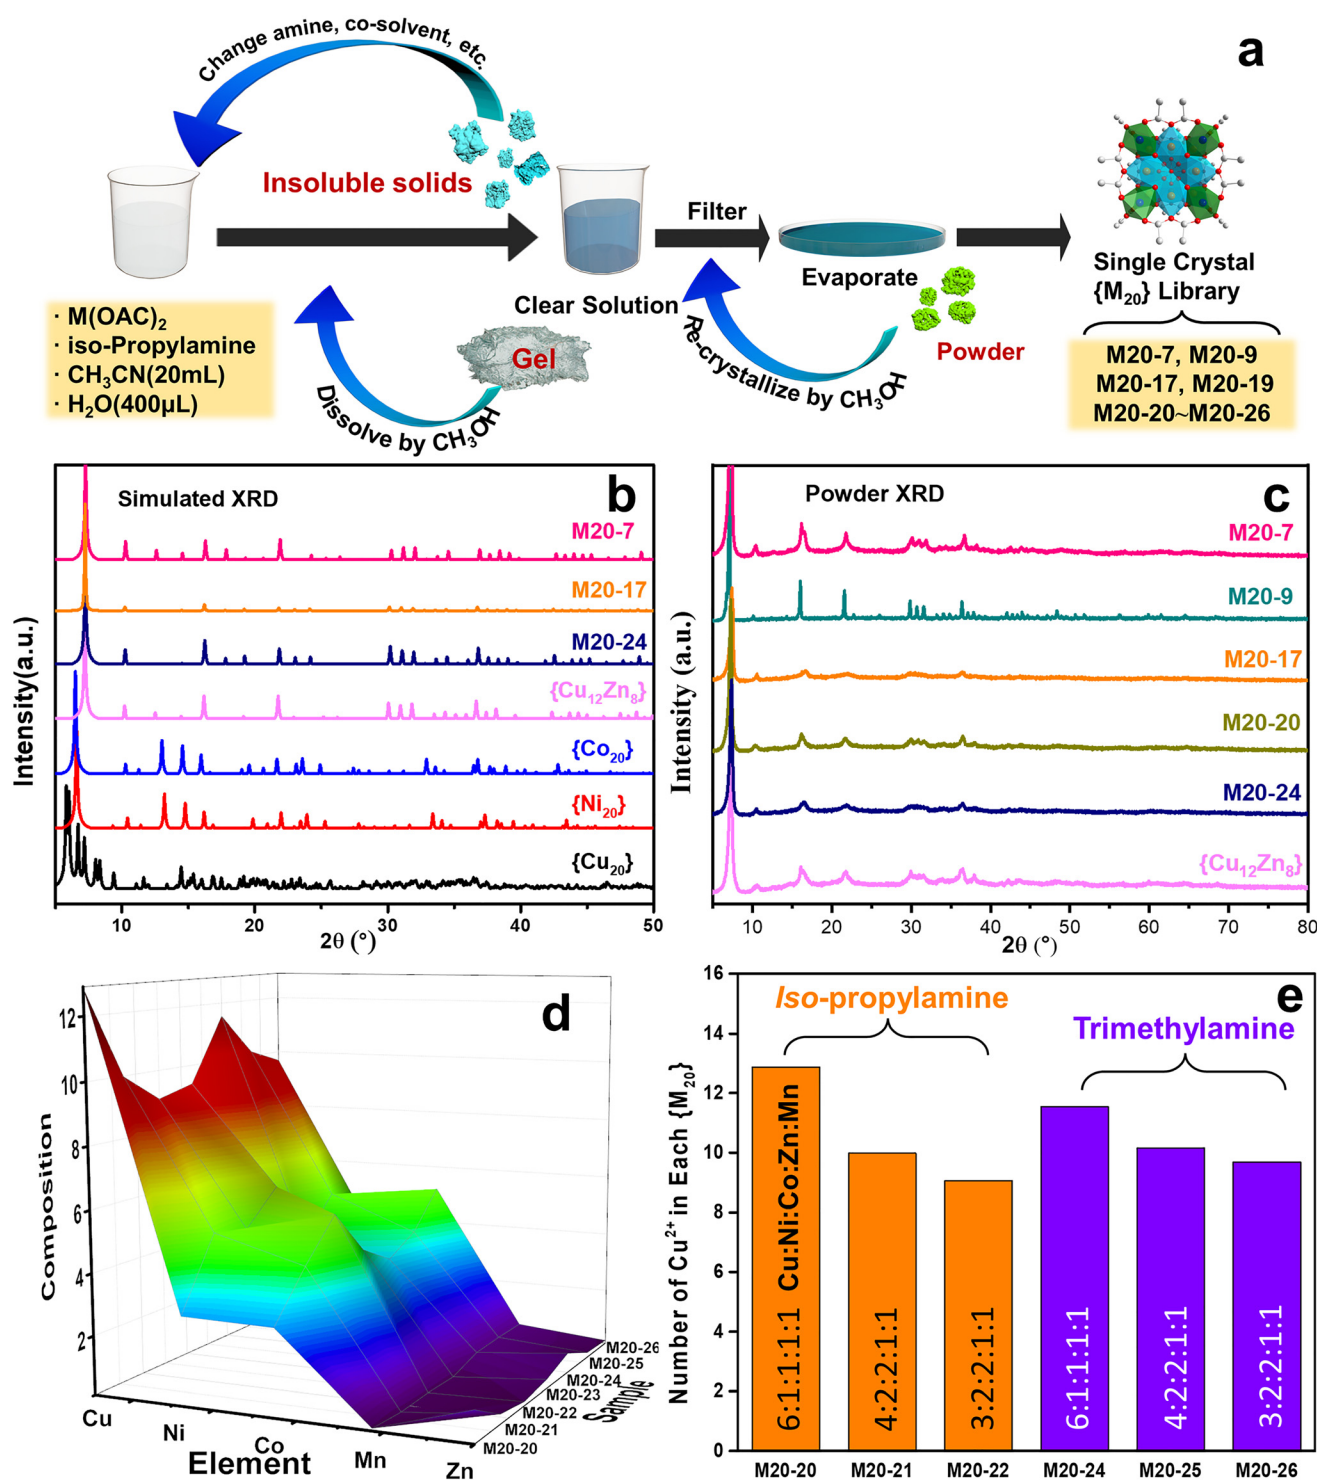 a
Change amine, co-solvent, etc.
Insoluble solids
Filter
Evaporate
Clear Solution
Gel
Dissolve by CH₃OH
Re-crystallize by CH₃OH
Powder
Single Crystal
{M₂₀} Library
· M(OAC)₂
· iso-Propylamine
· CH₃CN(20mL)
· H₂O(400μL)
M20-7, M20-9
M20-17, M20-19
M20-20~M20-26
b
Simulated XRD
M20-7
M20-17
M20-24
{Cu₁₂Zn₈}
{Co₂₀}
{Ni₂₀}
{Cu₂₀}
Intensity(a.u.)
10 20 30 40 50
2θ (°)
c
Powder XRD
M20-7
M20-9
M20-17
M20-20
M20-24
{Cu₁₂Zn₈}
Intensity (a.u.)
5 10 20 30 40 50 60 70 80
2θ (°)
d
Composition
12
10
8
6
4
2
Cu
Ni
Co
Mn
Zn
Element
M20-26
M20-25
M20-24
M20-23
M20-22
M20-21
M20-20
Sample
e
Iso-propylamine
Trimethylamine
Number of Cu²⁺ in Each {M₂₀}
16
14
12
10
8
6
4
2
0
6:1:1:1:1 Cu:Ni:Co:Zn:Mn
4:2:2:1:1
3:2:2:1:1
6:1:1:1:1
4:2:2:1:1
3:2:2:1:1
M20-20 M20-21 M20-22 M20-24 M20-25 M20-26